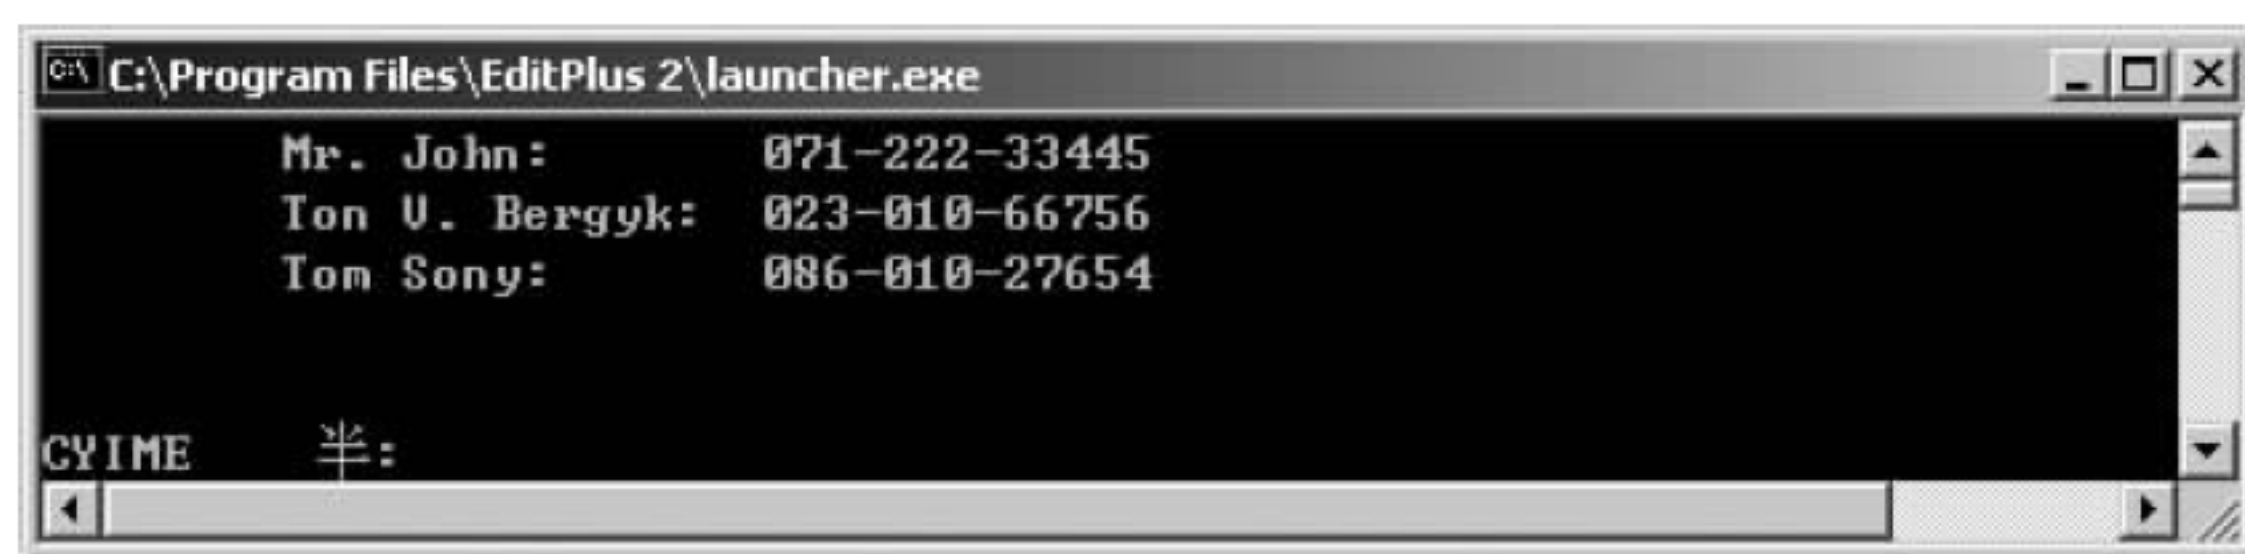 C:\Program Files\EditPlus 2\launcher.exe
Mr. John: 071-222-33445
Ton V. Bergyk: 023-010-66756
Tom Sony: 086-010-27654
CYIME 半: